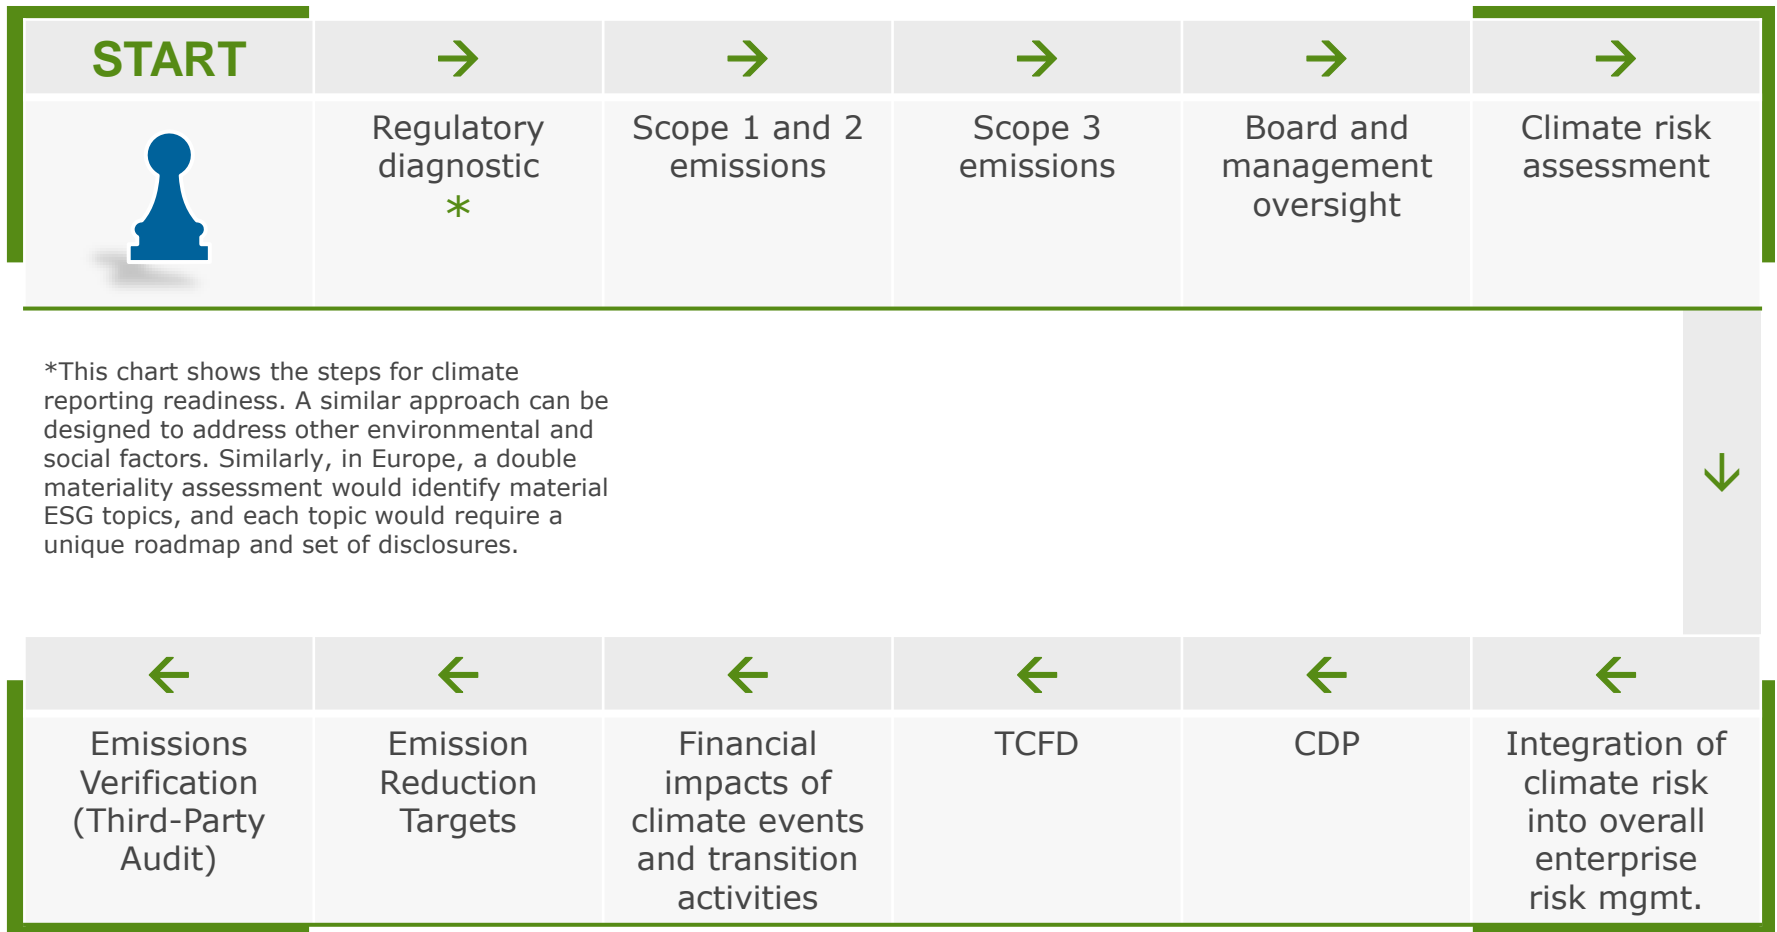 START → → → → →
Regulatory
diagnostic
*
Scope 1 and 2
emissions
Scope 3
emissions
Board and
management
oversight
Climate risk
assessment
*This chart shows the steps for climate
reporting readiness. A similar approach can be
designed to address other environmental and
social factors. Similarly, in Europe, a double
materiality assessment would identify material
ESG topics, and each topic would require a
unique roadmap and set of disclosures.
↓
← ← ← ← ← ←
Emissions
Verification
(Third-Party
Audit)
Emission
Reduction
Targets
Financial
impacts of
climate events
and transition
activities
TCFD
CDP
Integration of
climate risk
into overall
enterprise
risk mgmt.